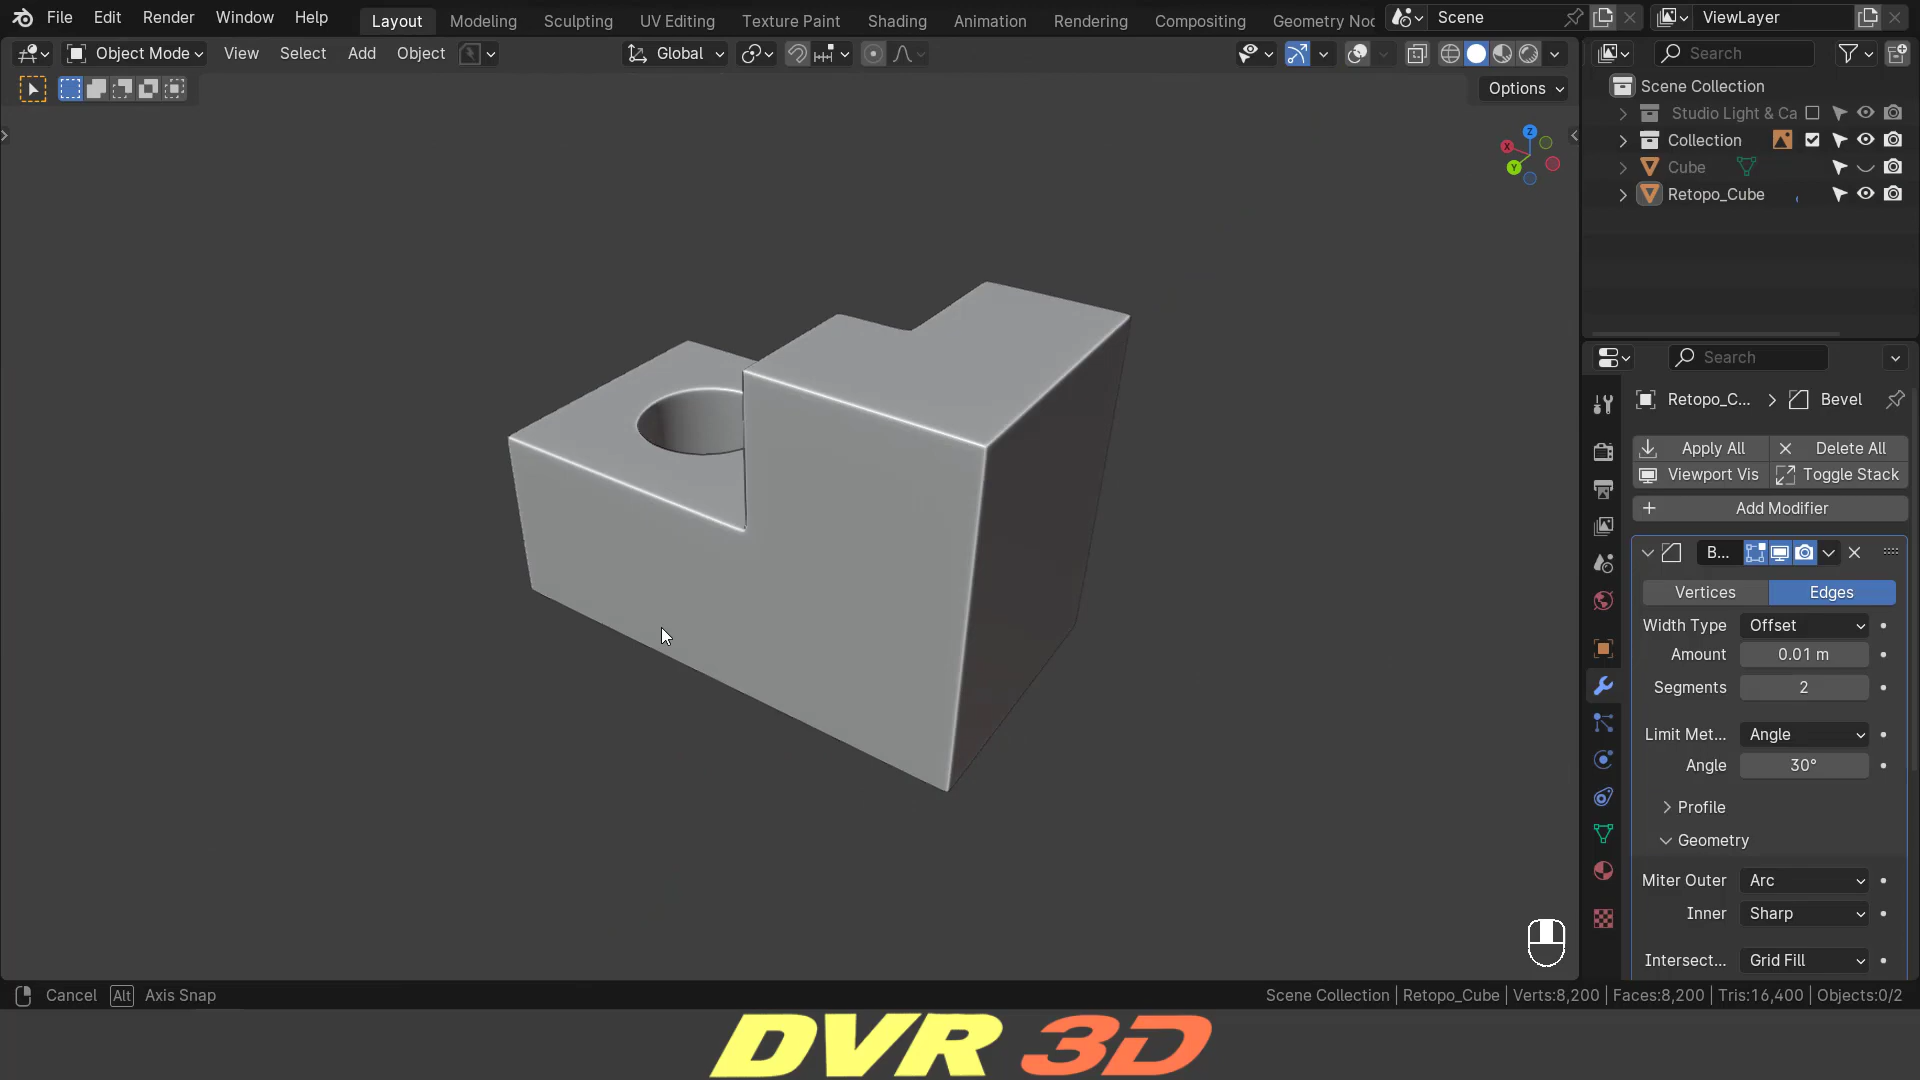 File Edit Render Window Help Layout Modeling Sculpting UV Editing Texture Paint Shading Animation Rendering Compositing Geometry Noc Scene ViewLayer
Object Mode View Select Add Object Global Search
Options
Scene Collection
Studio Light & Ca
Collection
Cube
Retopo_Cube
Z
X
Y
Search
Retopo_C... Bevel
Apply All Delete All
Viewport Vis Toggle Stack
Add Modifier
B...
Vertices Edges
Width Type Offset
Amount 0.01 m
Segments 2
Limit Met... Angle
Angle 30°
Profile
Geometry
Miter Outer Arc
Inner Sharp
Intersect... Grid Fill
Cancel Alt Axis Snap Scene Collection | Retopo_Cube | Verts:8,200 | Faces:8,200 | Tris:16,400 | Objects:0/2
DVR 3D